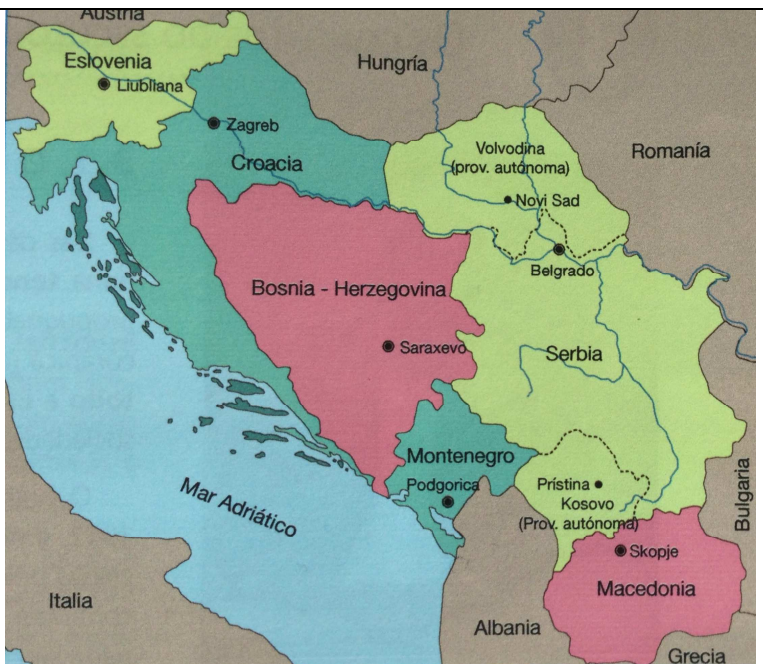 Austria
Eslovenia
Liubliana
Hungría
Zagreb
Croacia
Volvodina
(prov. autónoma)
Rumanía
Novi Sad
Belgrado
Bosnia - Herzegovina
Saraxevo
Serbia
Montenegro
Podgorica
Mar Adriático
Prístina
Kosovo
(Prov. autónoma)
Bulgaria
Skopje
Macedonia
Italia
Albania
Grecia